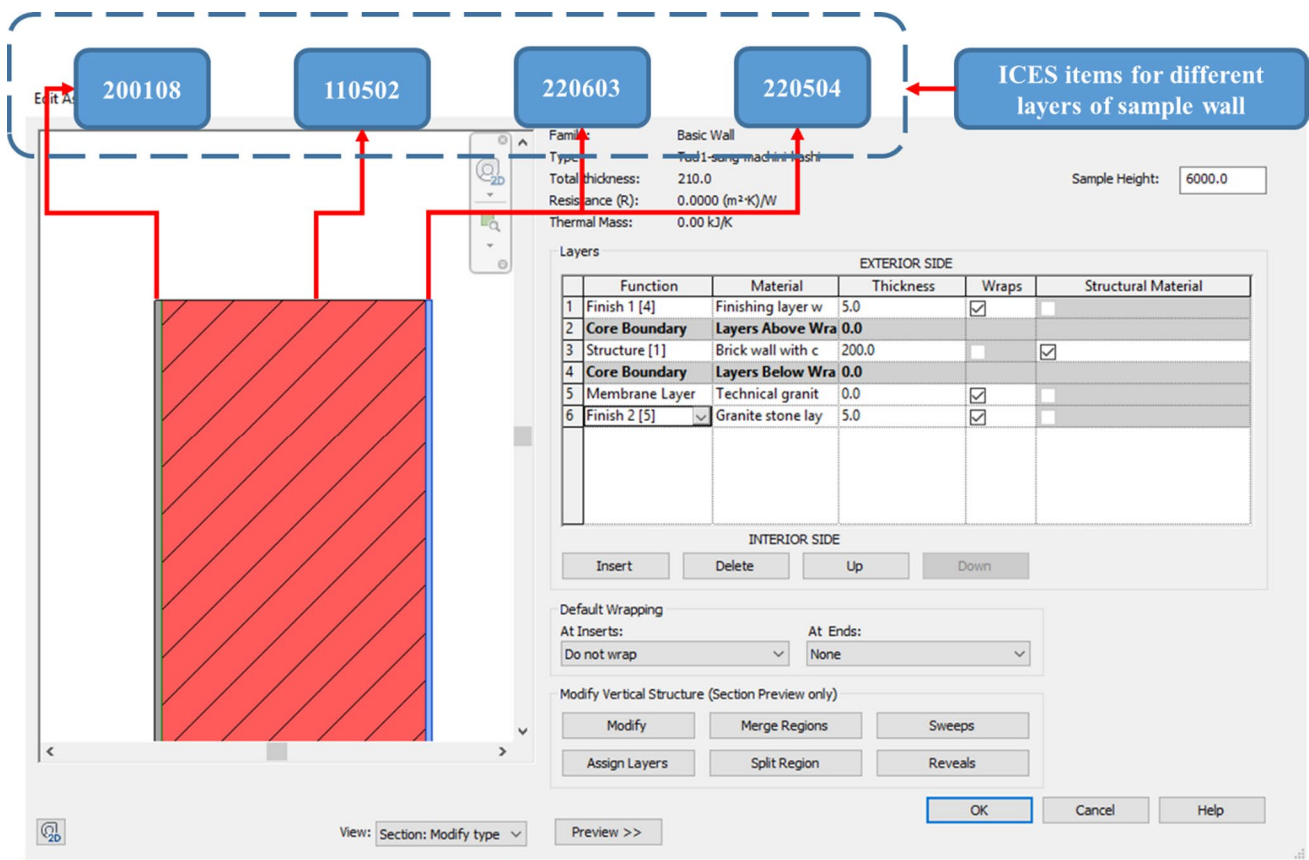 200108
110502
220603
220504
ICES items for different
layers of sample wall
Edit As
Family:
Basic Wall
Type
Total thickness: 210.0
Sample Height: 6000.0
Resistance (R): 0.0000 (m²·K)/W
Thermal Mass: 0.00 kJ/K
2D
Layers
EXTERIOR SIDE
Function Material Thickness Wraps Structural Material
1 Finish 1 [4] Finishing layer w 5.0
2 Core Boundary Layers Above Wra 0.0
3 Structure [1] Brick wall with c 200.0
4 Core Boundary Layers Below Wra 0.0
5 Membrane Layer Technical granit 0.0
6 Finish 2 [5] Granite stone lay 5.0
INTERIOR SIDE
Insert Delete Up Down
Default Wrapping
At Inserts: At Ends:
Do not wrap None
Modify Vertical Structure (Section Preview only)
Modify Merge Regions Sweeps
Assign Layers Split Region Reveals
OK Cancel Help
2D
View: Section: Modify type Preview >>